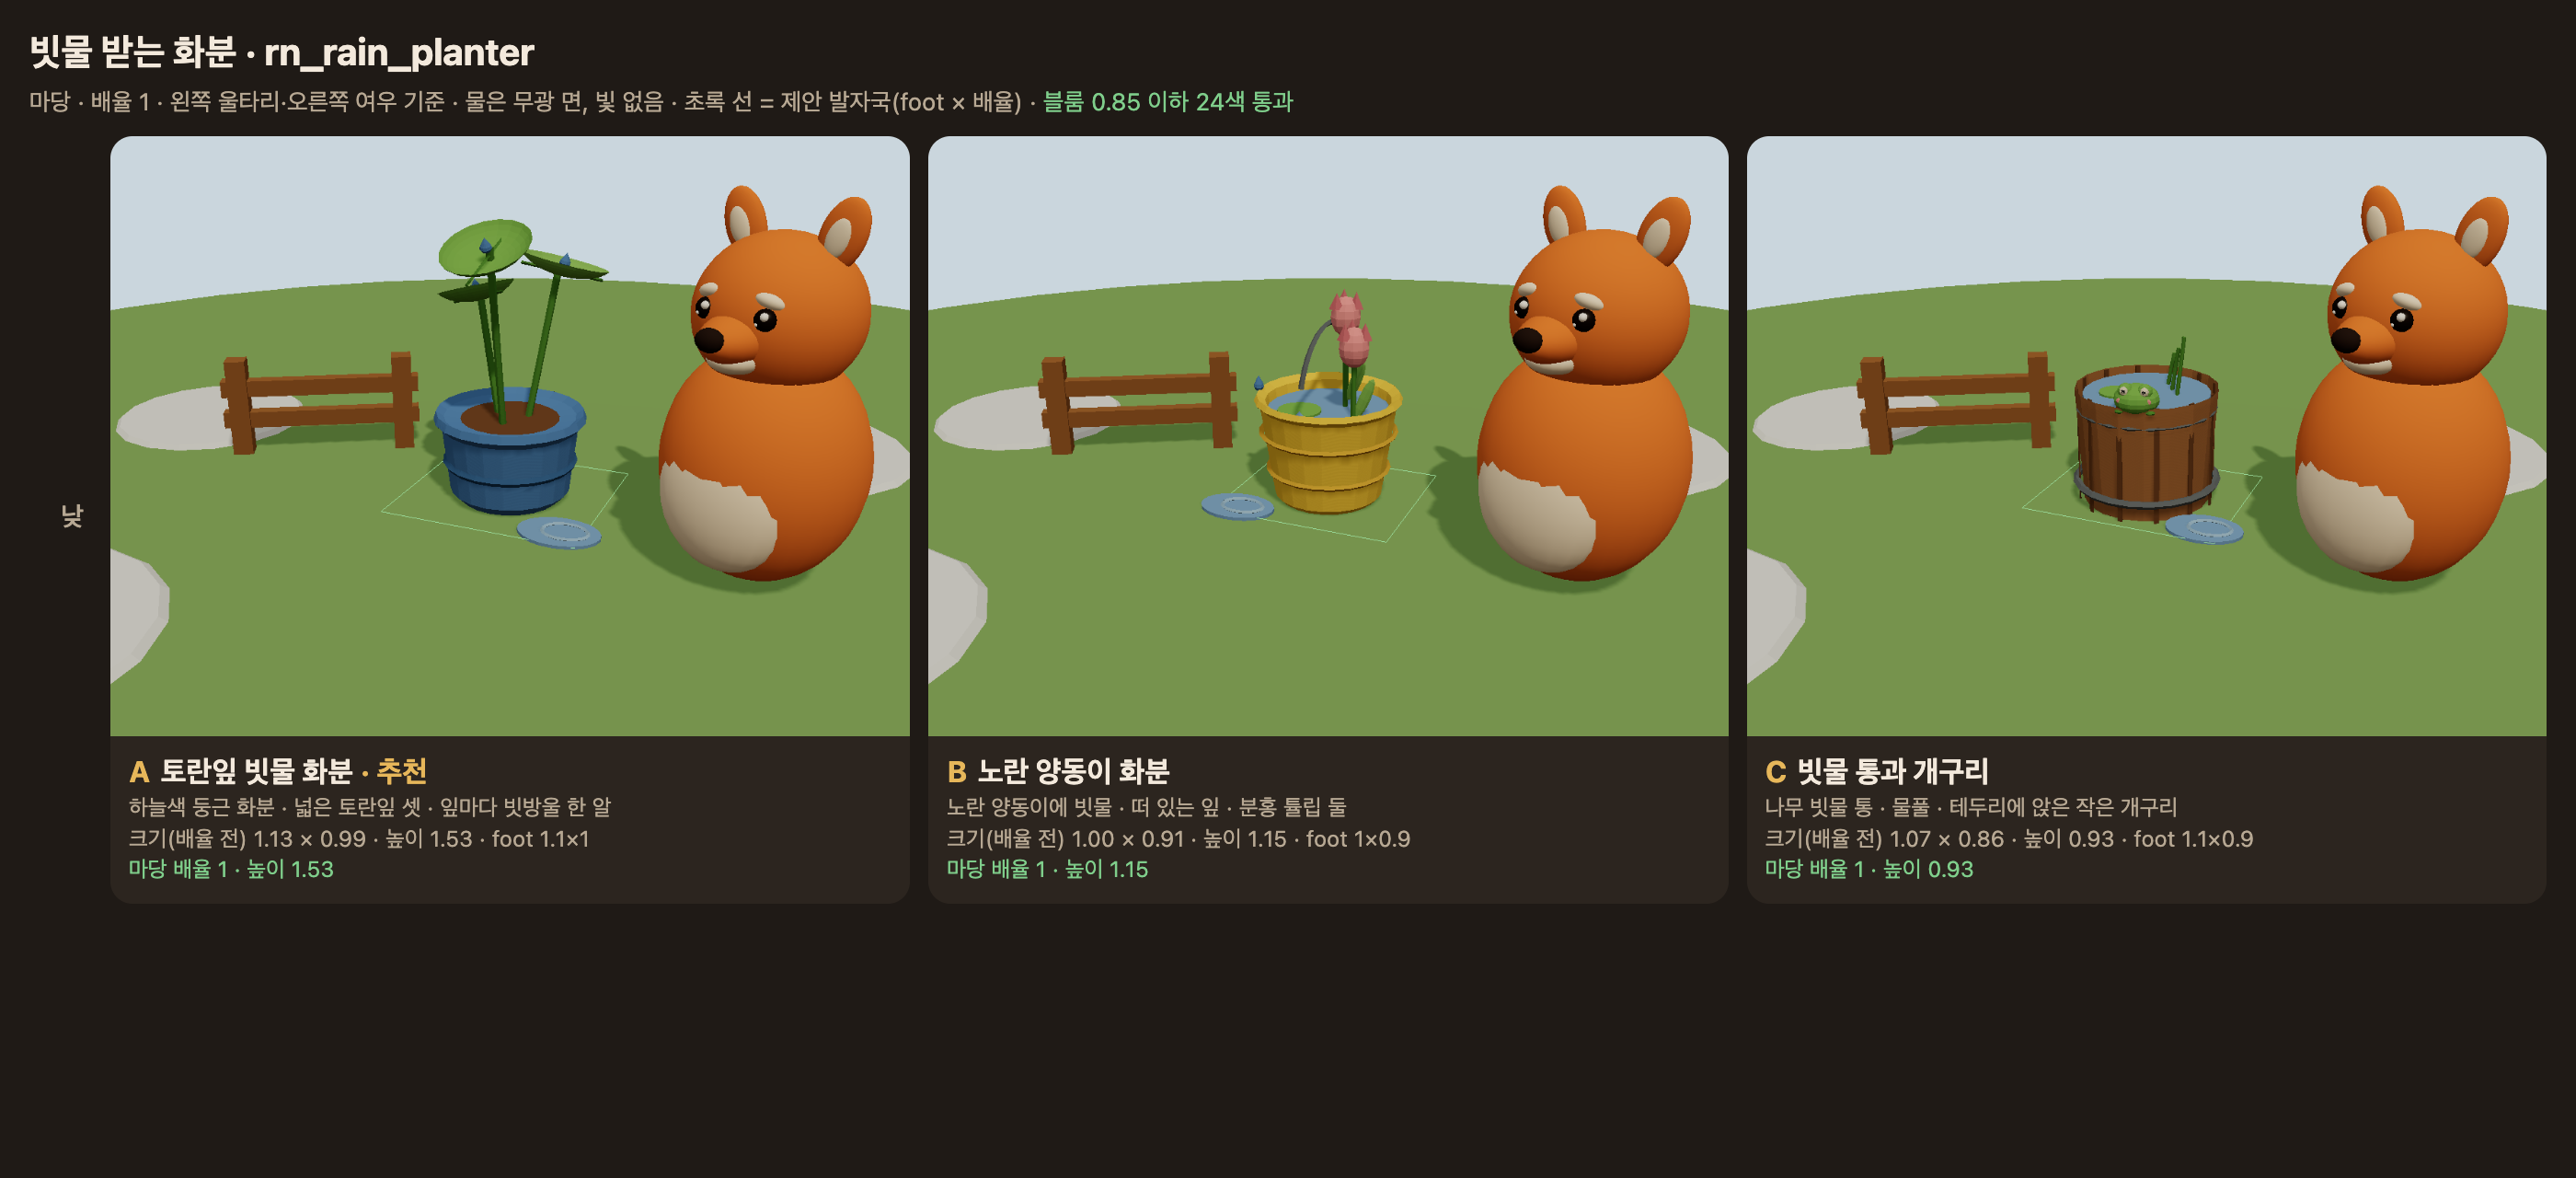 빗물 받는 화분 · rn_rain_planter
마당 · 배율 1 · 왼쪽 울타리·오른쪽 여우 기준 · 물은 무광 면, 빛 없음 · 초록 선 = 제안 발자국(foot × 배율) · 블룸 0.85 이하 24색 통과
낮
A 토란잎 빗물 화분 · 추천
하늘색 둥근 화분 · 넓은 토란잎 셋 · 잎마다 빗방울 한 알
크기(배율 전) 1.13 × 0.99 · 높이 1.53 · foot 1.1×1
마당 배율 1 · 높이 1.53
B 노란 양동이 화분
노란 양동이에 빗물 · 떠 있는 잎 · 분홍 튤립 둘
크기(배율 전) 1.00 × 0.91 · 높이 1.15 · foot 1×0.9
마당 배율 1 · 높이 1.15
C 빗물 통과 개구리
나무 빗물 통 · 물풀 · 테두리에 앉은 작은 개구리
크기(배율 전) 1.07 × 0.86 · 높이 0.93 · foot 1.1×0.9
마당 배율 1 · 높이 0.93